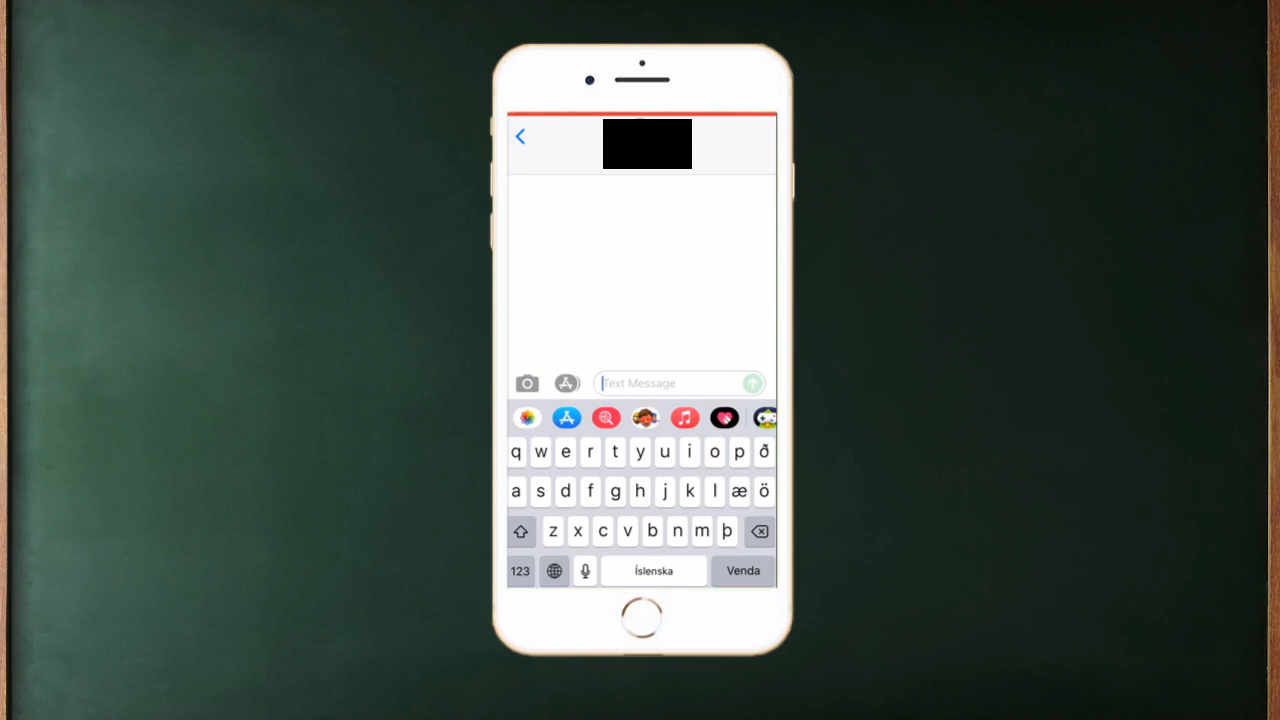 Text Message
q w e r t y u i o p ð
a s d f g h j k l æ ö
z x c v b n m þ
123 Íslenska Venda